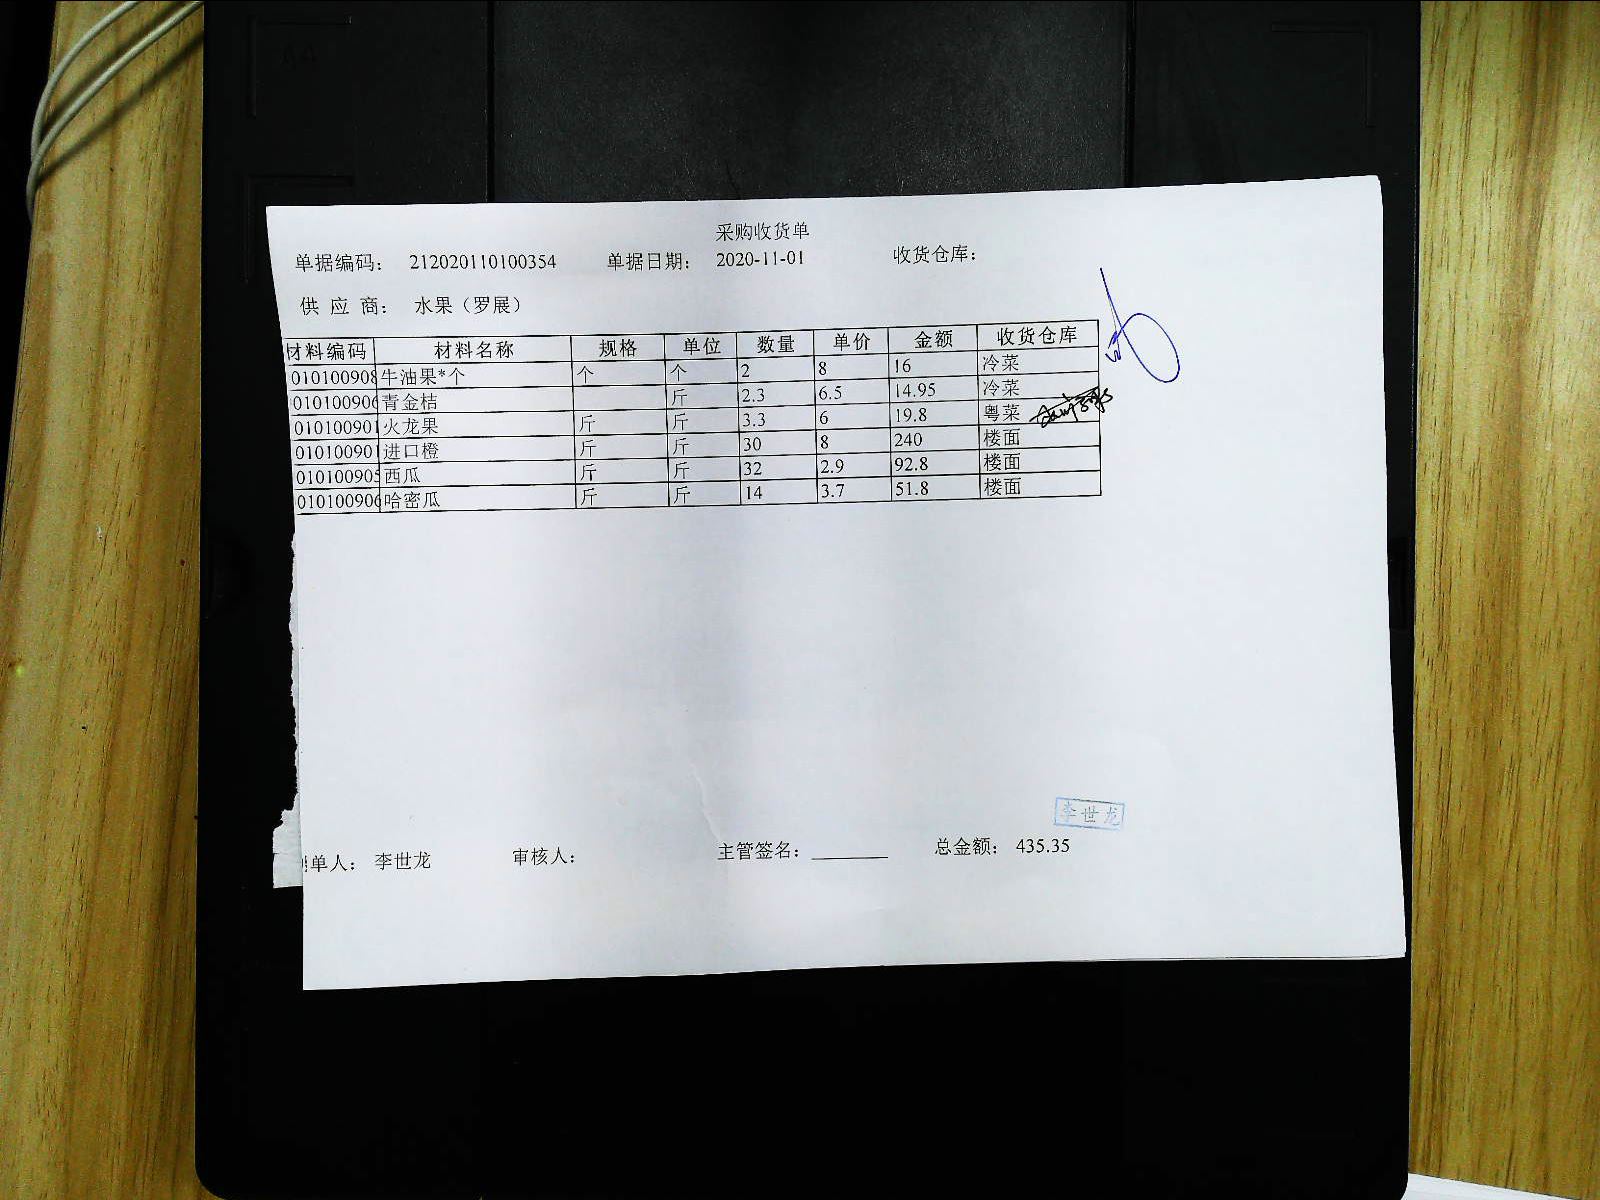 采购收货单
单据编码： 212020110100354 单据日期： 2020-11-01 收货仓库：
供 应 商： 水果（罗展）
材料编码 材料名称 规格 单位 数量 单价 金额 收货仓库
010100908 牛油果*个 个 个 2 8 16 冷菜
010100906 青金桔 斤 2.3 6.5 14.95 冷菜
010100901 火龙果 斤 斤 3.3 6 19.8 粤菜
010100901 进口橙 斤 斤 30 8 240 楼面
010100905 西瓜 斤 斤 32 2.9 92.8 楼面
010100906 哈密瓜 斤 斤 14 3.7 51.8 楼面
李世龙
单人： 李世龙 审核人： 主管签名： 总金额： 435.35